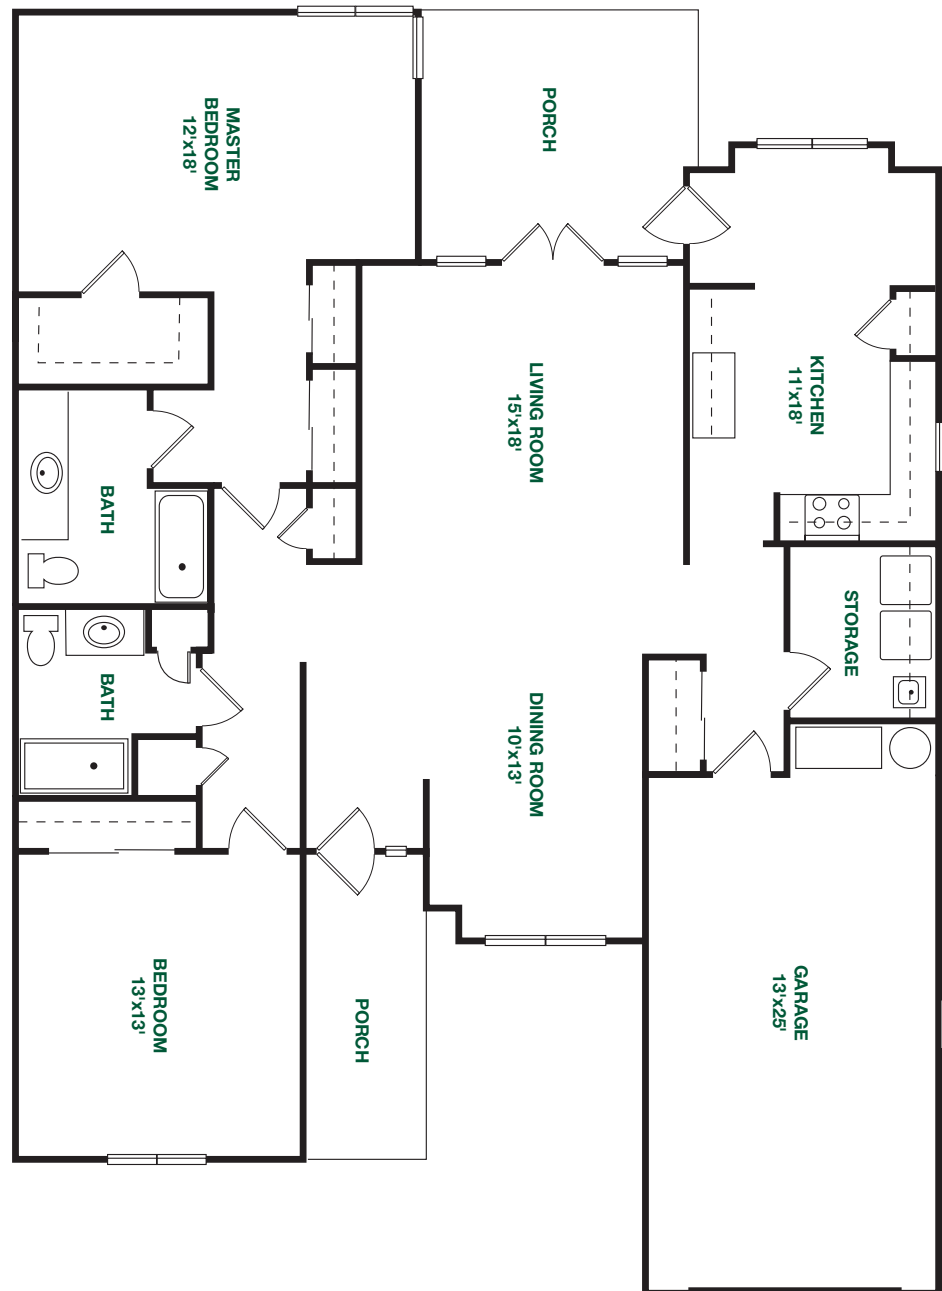 MASTER
BEDROOM
12'x18'
PORCH
LIVING ROOM
15'x18'
KITCHEN
11'x18'
BATH
STORAGE
BATH
DINING ROOM
10'x13'
BEDROOM
13'x13'
PORCH
GARAGE
13'x25'